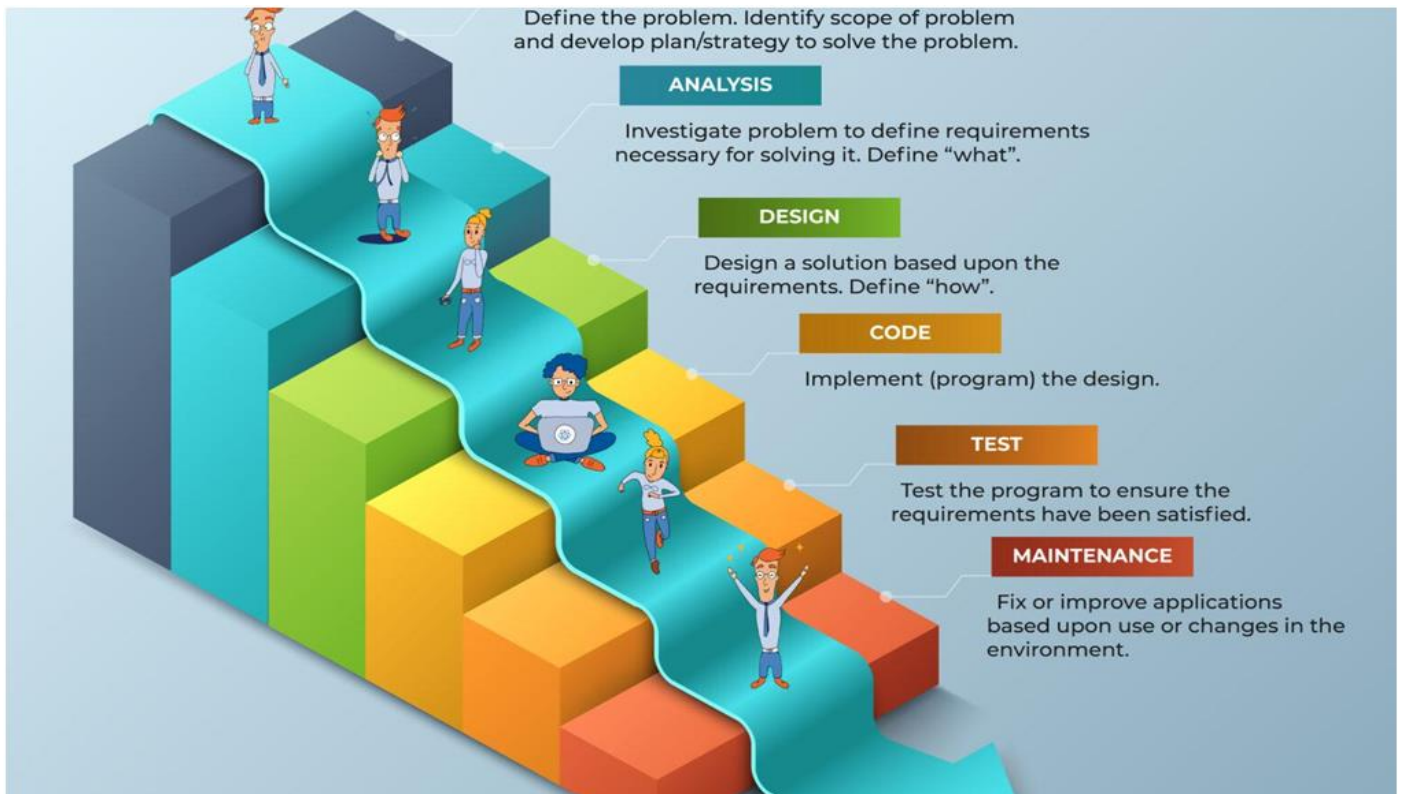 Define the problem. Identify scope of problem
and develop plan/strategy to solve the problem.
ANALYSIS
Investigate problem to define requirements
necessary for solving it. Define “what”.
DESIGN
Design a solution based upon the
requirements. Define “how”.
CODE
Implement (program) the design.
TEST
Test the program to ensure the
requirements have been satisfied.
MAINTENANCE
Fix or improve applications
based upon use or changes in the
environment.